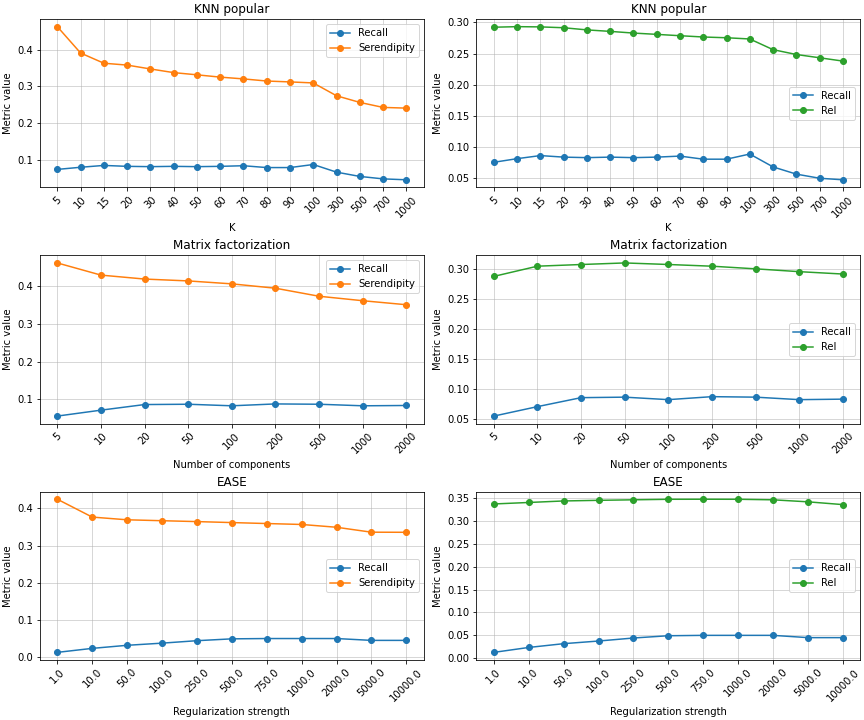 KNN popular
Metric value
0.4
0.3
0.2
0.1
Recall
Serendipity
5 10 15 20 30 40 50 60 70 80 90 100 300 500 700 1000
K
KNN popular
Metric value
0.30
0.25
0.20
0.15
0.10
0.05
Recall
Rel
5 10 15 20 30 40 50 60 70 80 90 100 300 500 700 1000
K
Matrix factorization
Metric value
0.4
0.3
0.2
0.1
Recall
Serendipity
5 10 20 50 100 200 500 1000 2000
Number of components
Matrix factorization
Metric value
0.30
0.25
0.20
0.15
0.10
0.05
Recall
Rel
5 10 20 50 100 200 500 1000 2000
Number of components
EASE
Metric value
0.4
0.3
0.2
0.1
0.0
Recall
Serendipity
1.0 10.0 50.0 100.0 250.0 500.0 750.0 1000.0 2000.0 5000.0 10000.0
Regularization strength
EASE
Metric value
0.35
0.30
0.25
0.20
0.15
0.10
0.05
0.00
Recall
Rel
1.0 10.0 50.0 100.0 250.0 500.0 750.0 1000.0 2000.0 5000.0 10000.0
Regularization strength